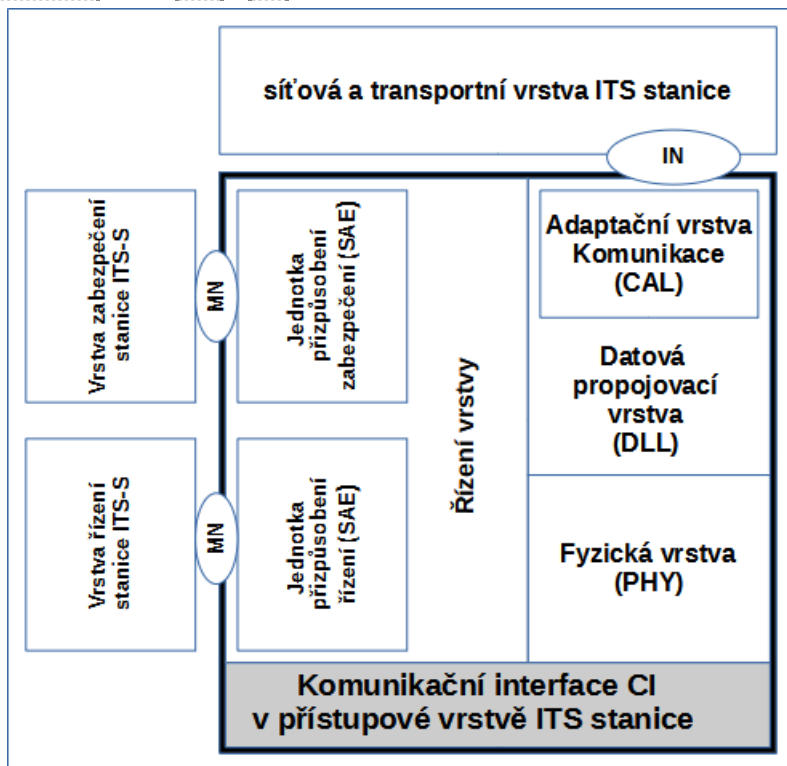 síťová a transportní vrstva ITS stanice
IN
Vrstva zabezpečení
stanice ITS-S
MN
Jednotka
přizpůsobení
zabezpečení (SAE)
Řízení vrstvy
Adaptační vrstva
Komunikace
(CAL)
Datová
propojovací
vrstva
(DLL)
Vrstva řízení
stanice ITS-S
MN
Jednotka
přizpůsobení
řízení (SAE)
Fyzická vrstva
(PHY)
Komunikační interface CI
v přístupové vrstvě ITS stanice